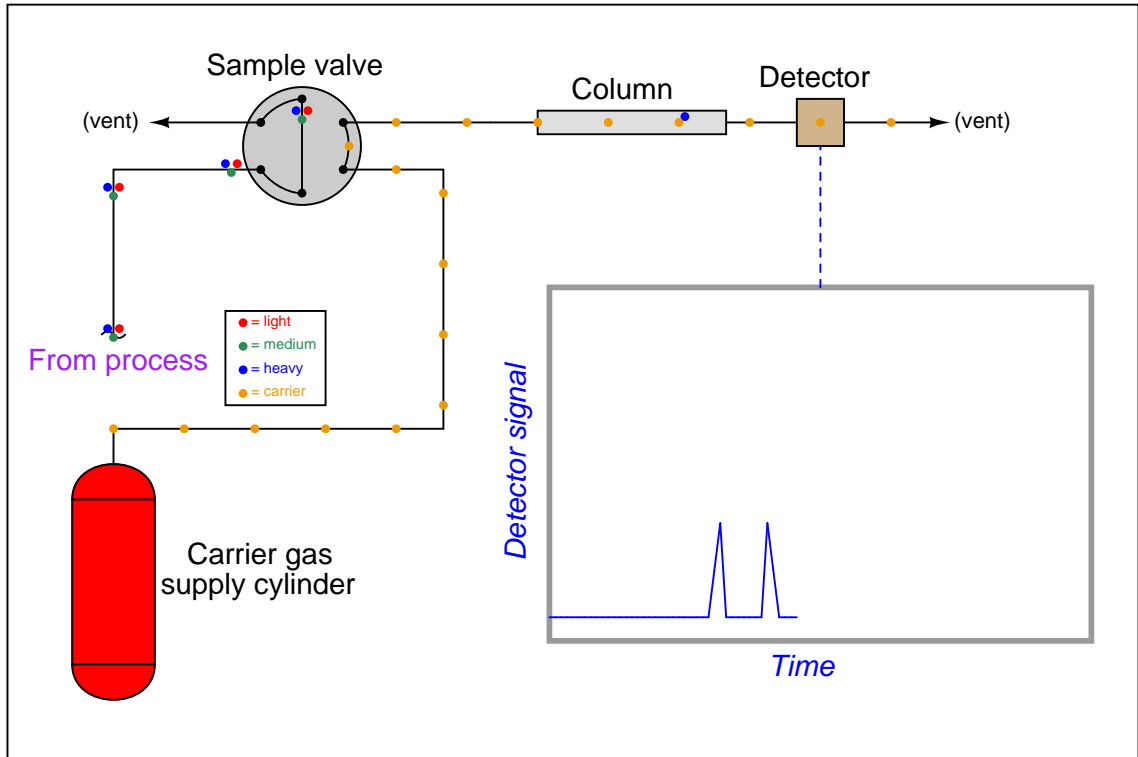 Sample valve
Column
Detector
(vent)
(vent)
From process
= light
= medium
= heavy
= carrier
Detector signal
Carrier gas
supply cylinder
Time